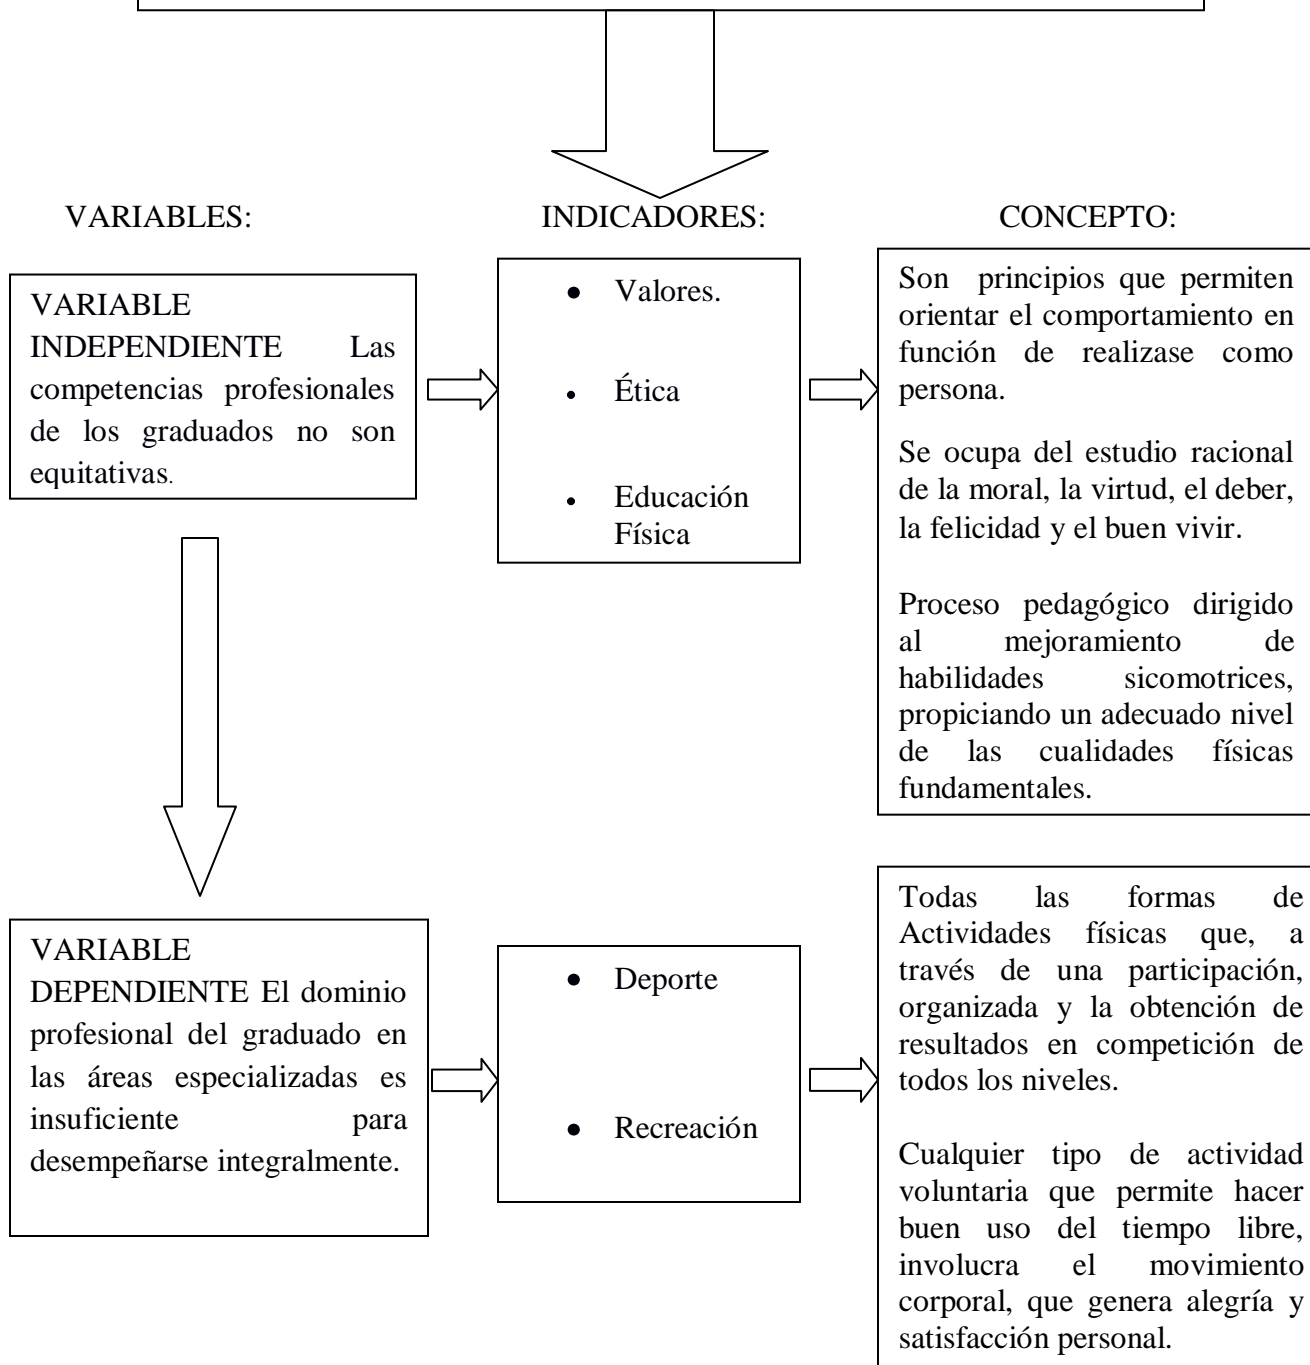 VARIABLES:
INDICADORES:
CONCEPTO:
VARIABLE
INDEPENDIENTE Las
competencias profesionales
de los graduados no son
equitativas.
● Valores.
● Ética
● Educación
Física
Son principios que permiten
orientar el comportamiento en
función de realizase como
persona.
Se ocupa del estudio racional
de la moral, la virtud, el deber,
la felicidad y el buen vivir.
Proceso pedagógico dirigido
al mejoramiento de
habilidades sicomotrices,
propiciando un adecuado nivel
de las cualidades físicas
fundamentales.
VARIABLE
DEPENDIENTE El dominio
profesional del graduado en
las áreas especializadas es
insuficiente para
desempeñarse integralmente.
● Deporte
● Recreación
Todas las formas de
Actividades físicas que, a
través de una participación,
organizada y la obtención de
resultados en competición de
todos los niveles.
Cualquier tipo de actividad
voluntaria que permite hacer
buen uso del tiempo libre,
involucra el movimiento
corporal, que genera alegría y
satisfacción personal.